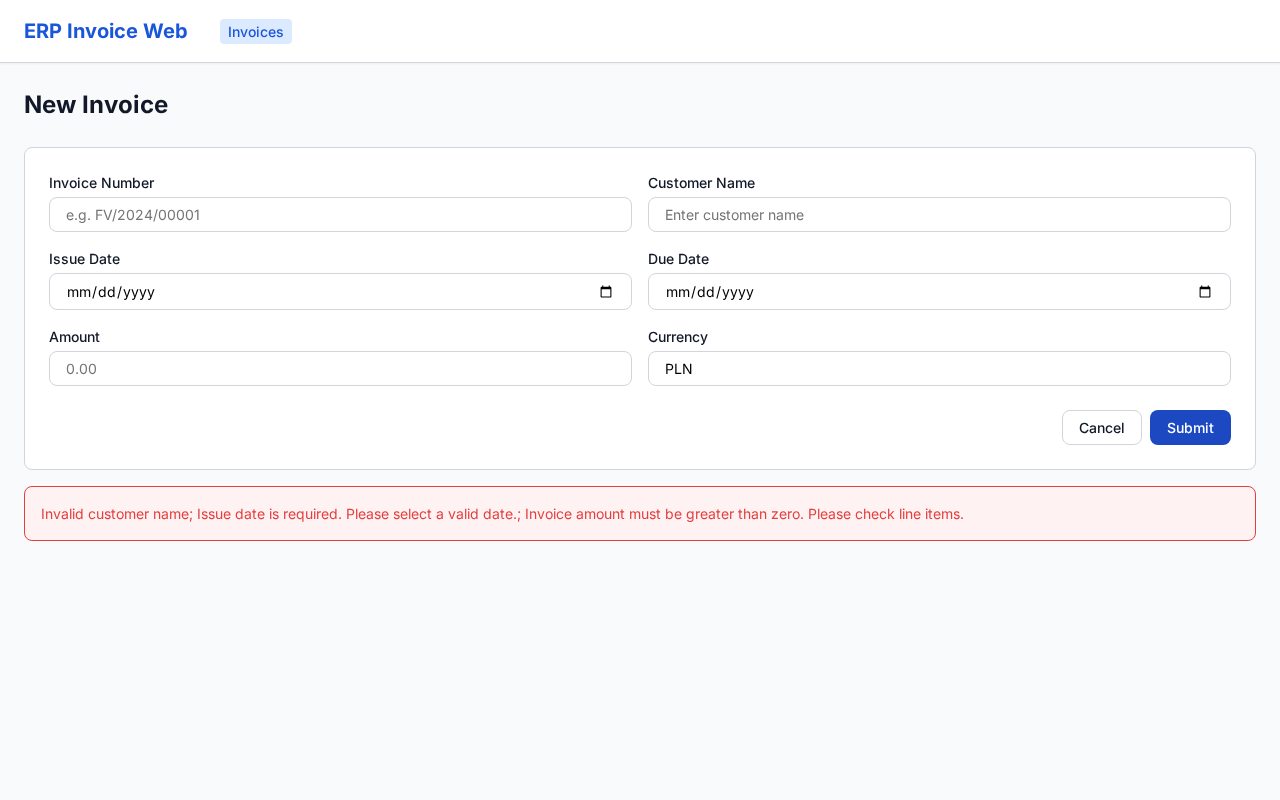 ERP Invoice Web
Invoices
New Invoice
Invoice Number
e.g. FV/2024/00001
Customer Name
Enter customer name
Issue Date
mm/dd/yyyy
Due Date
mm/dd/yyyy
Amount
0.00
Currency
PLN
Cancel
Submit
Invalid customer name; Issue date is required. Please select a valid date.; Invoice amount must be greater than zero. Please check line items.